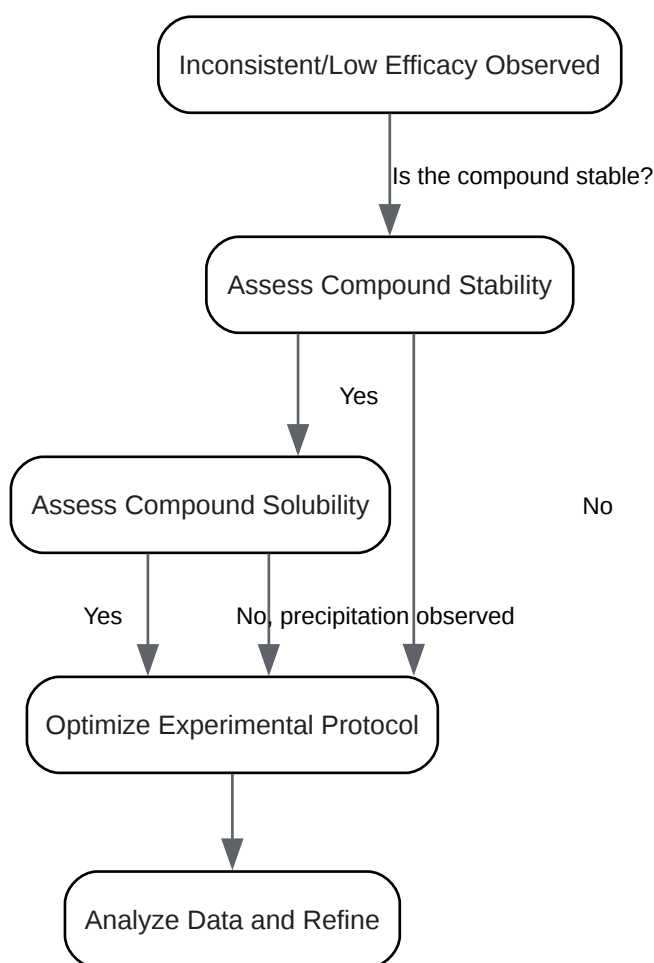 Inconsistent/Low Efficacy Observed
Is the compound stable?
Assess Compound Stability
Yes
Assess Compound Solubility
No
Yes
No, precipitation observed
Optimize Experimental Protocol
Analyze Data and Refine